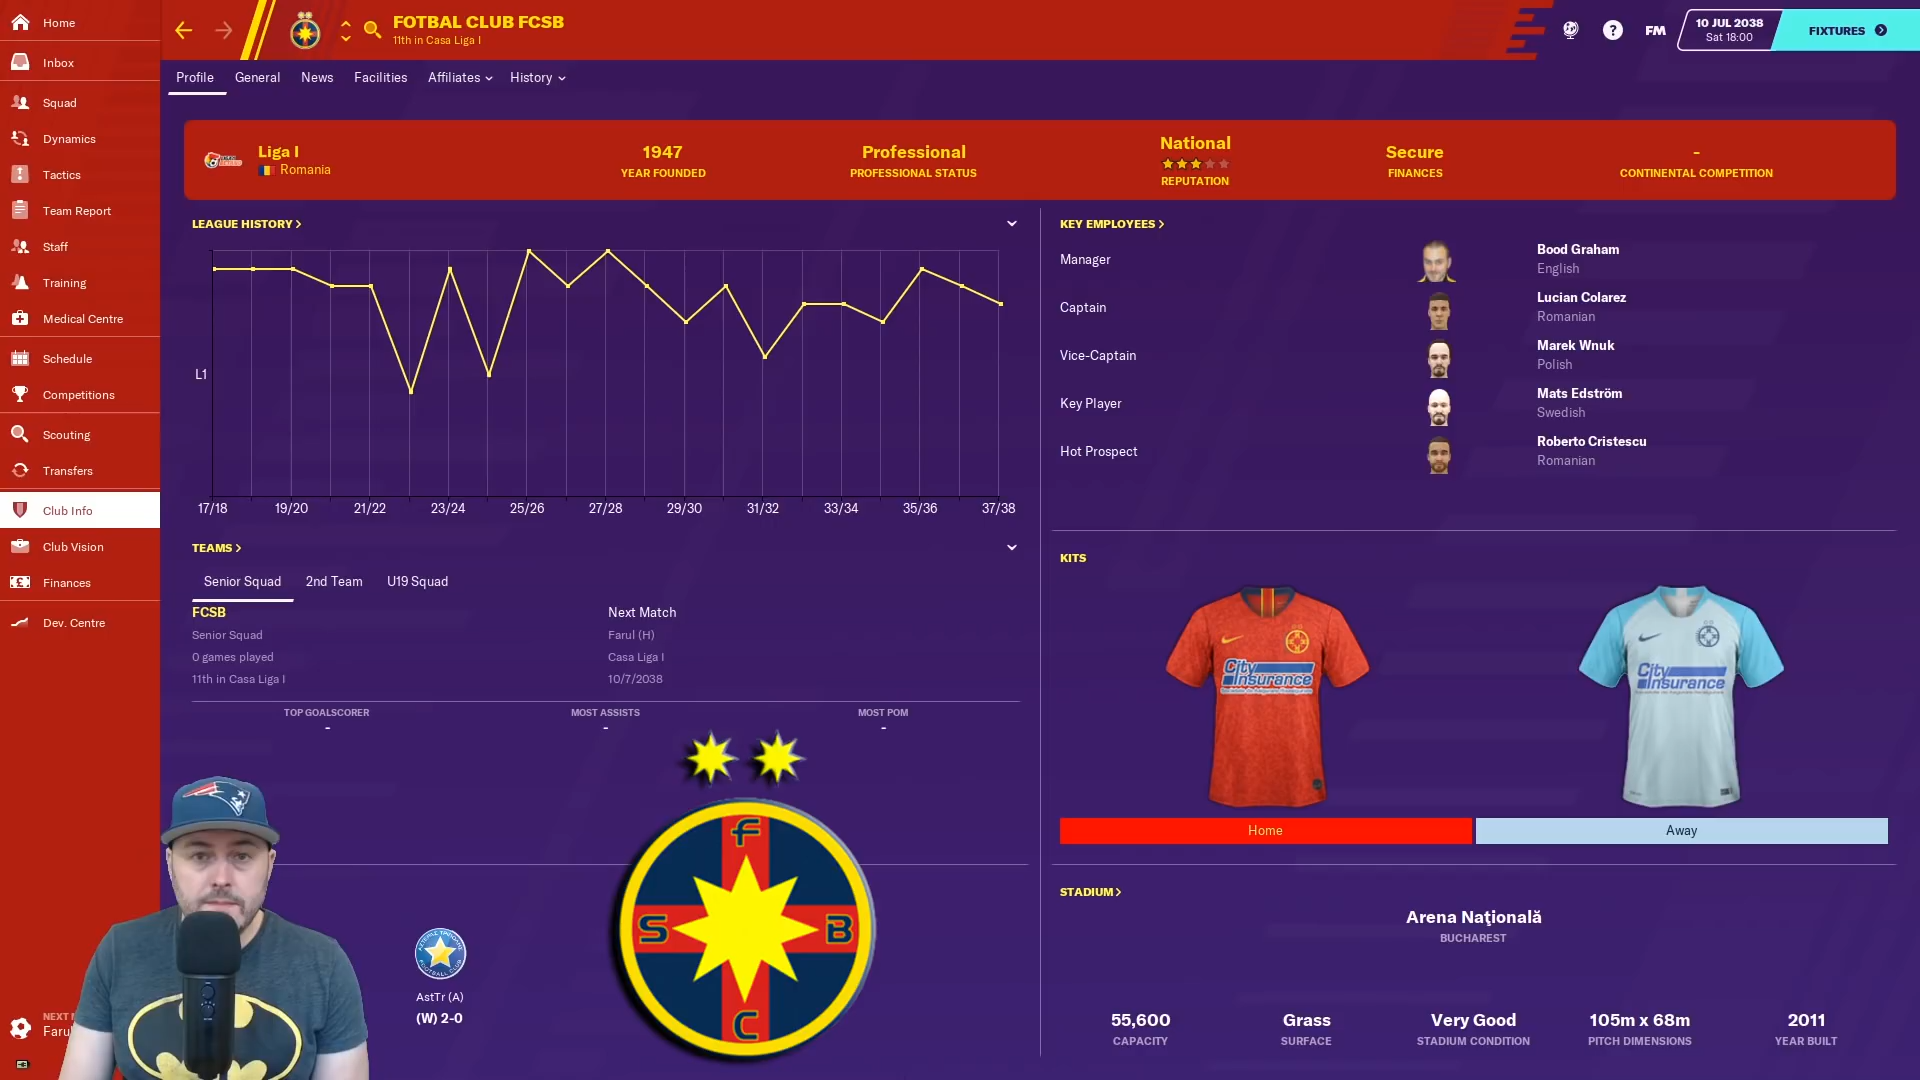 Home
Inbox
Squad
Dynamics
Tactics
Team Report
Staff
Training
Medical Centre
Schedule
Competitions
Scouting
Transfers
Club Info
Club Vision
Finances
Dev. Centre
FOTBAL CLUB FCSB
11th in Casa Liga I
?
FM
10 JUL 2038
Sat 18:00
FIXTURES
Profile
General
News
Facilities
Affiliates
History
Liga I
Romania
1947
YEAR FOUNDED
Professional
PROFESSIONAL STATUS
National
REPUTATION
Secure
FINANCES
-
CONTINENTAL COMPETITION
LEAGUE HISTORY >
L1
17/18
19/20
21/22
23/24
25/26
27/28
29/30
31/32
33/34
35/36
37/38
TEAMS >
Senior Squad
2nd Team
U19 Squad
FCSB
Senior Squad
0 games played
11th in Casa Liga I
Next Match
Farul (H)
Casa Liga I
10/7/2038
TOP GOALSCORER
-
MOST ASSISTS
-
MOST POM
-
AstTr (A)
(W) 2-0
F
S B
C
KEY EMPLOYEES >
Manager
Bood Graham
English
Captain
Lucian Colarez
Romanian
Vice-Captain
Marek Wnuk
Polish
Key Player
Mats Edström
Swedish
Hot Prospect
Roberto Cristescu
Romanian
KITS
City
Insurance
City
Insurance
Home
Away
STADIUM >
Arena Naţională
BUCHAREST
55,600
CAPACITY
Grass
SURFACE
Very Good
STADIUM CONDITION
105m x 68m
PITCH DIMENSIONS
2011
YEAR BUILT